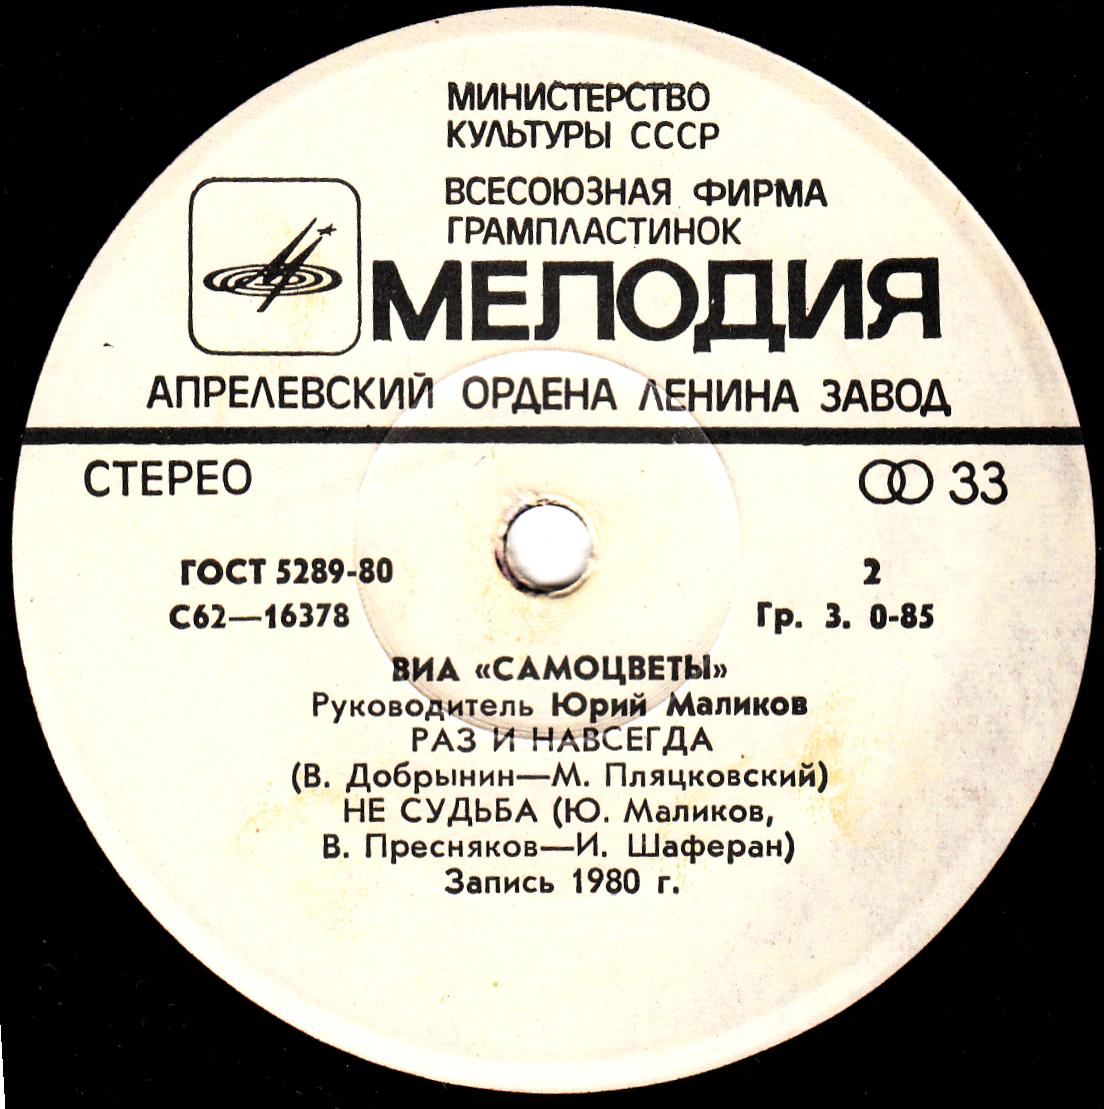 МИНИСТЕРСТВО
КУЛЬТУРЫ СССР
ВСЕСОЮЗНАЯ ФИРМА
ГРАМПЛАСТИНОК
МЕЛОДИЯ
АПРЕЛЕВСКИЙ ОРДЕНА ЛЕНИНА ЗАВОД
СТЕРЕО 33
ГОСТ 5289-80 2
С62—16378 Гр. 3. 0-85
ВИА «САМОЦВЕТЫ»
Руководитель Юрий Маликов
РАЗ И НАВСЕГДА
(В. Добрынин—М. Пляцковский)
НЕ СУДЬБА (Ю. Маликов,
В. Пресняков—И. Шаферан)
Запись 1980 г.